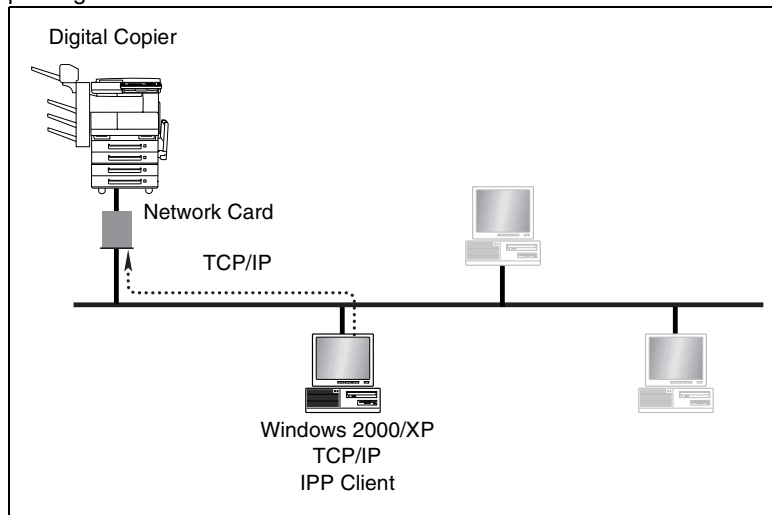 Digital Copier
Network Card
TCP/IP
Windows 2000/XP
TCP/IP
IPP Client